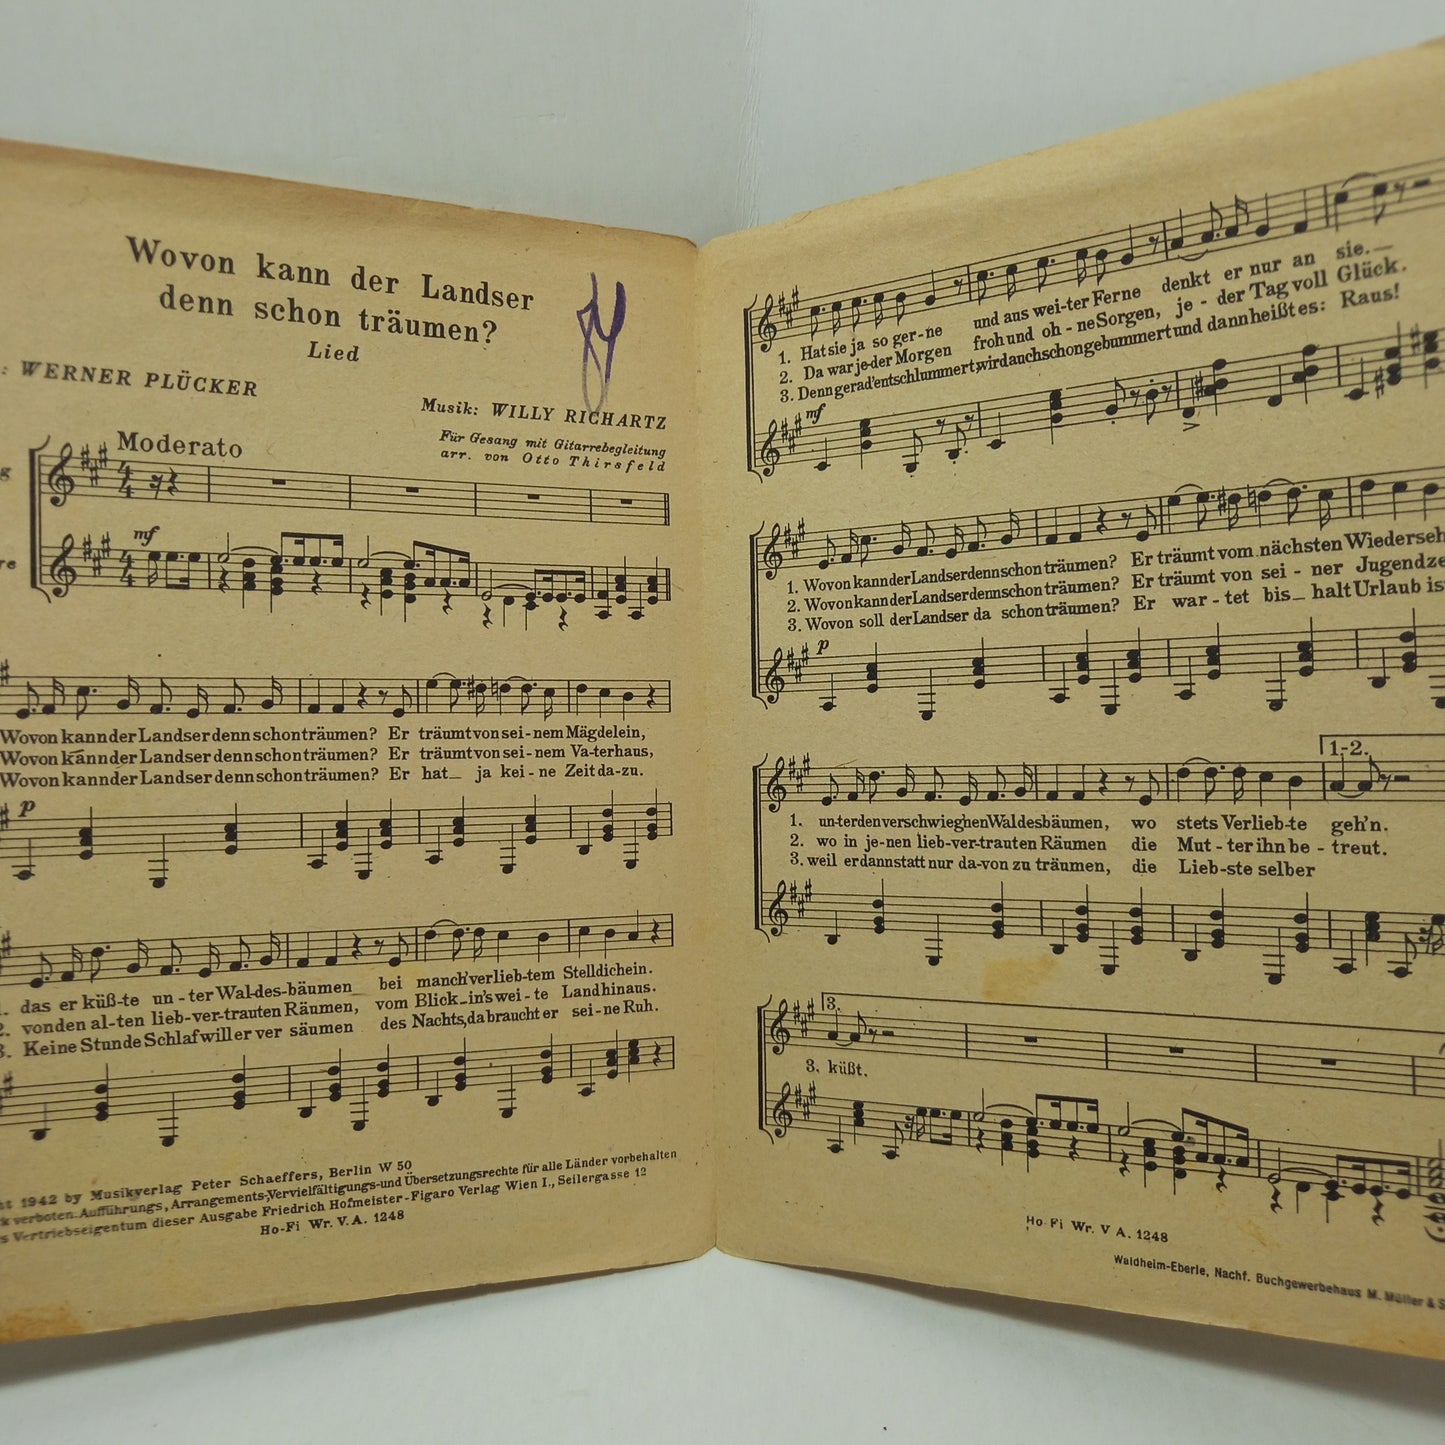 Wovon kann der Landser
denn schon träumen?
Lied
: WERNER PLÜCKER
Musik: WILLY RICHARTZ
Für Gesang mit Gitarrebegleitung
arr. von Otto Thirsfeld
Moderato
mf
Wovon kann der Landser denn schon träumen? Er träumt von sei-nem Mägdelein,
Wovon kann der Landser denn schon träumen? Er träumt von sei-nem Va-terhaus,
Wovon kann der Landser denn schon träumen? Er hat_ ja kei-ne Zeit da-zu.
p
1. das er küß-te un-ter Wal-des-bäumen_ bei manch' verlieb-tem Stelldichein.
2. von den al-ten lieb-ver-trauten Räumen, vom Blick_ in's wei-te Land hinaus.
3. Keine Stunde Schlaf will er ver säumen des Nachts, da braucht er sei-ne Ruh.
1942 by Musikverlag Peter Schaeffers, Berlin W 50
verboten. Aufführungs, Arrangements-, Vervielfältigungs-und Übersetzungsrechte für alle Länder vorbehalten
Vertriebseigentum dieser Ausgabe Friedrich Hofmeister-Figaro Verlag Wien I., Seilergasse 12
Ho-Fi Wr. V.A. 1248
1. Hat sie ja so ger-ne und aus wei-ter Ferne denkt er nur an sie._
2. Da war je-der Morgen froh und oh-ne Sorgen, je-der Tag voll Glück.
3. Denn gerad' entschlummert, wird auch schon gebummert und dann heißt es: Raus!
mf
1. Wovon kann der Landser denn schon träumen? Er träumt vom nächsten
2. Wovon kann der Landser denn schon träumen? Er träumt von sei-ner
3. Wovon soll der Landser da schon träumen? Er war-tet bis_ halt Urlaub
p
1.-2.
1. un-ter den verschwieg'nen Waldesbäumen, wo stets Verlieb-te geh'n.
2. wo in je-nen lieb-ver-trauten Räumen die Mut-ter ihn be-treut.
3. weil er dann statt nur da-von zu träumen, die Lieb-ste selber
3.
3. küßt.
Ho-Fi Wr. V A. 1248
Waldheim-Eberle, Nachf. Buchgewerbehaus M. Müller &